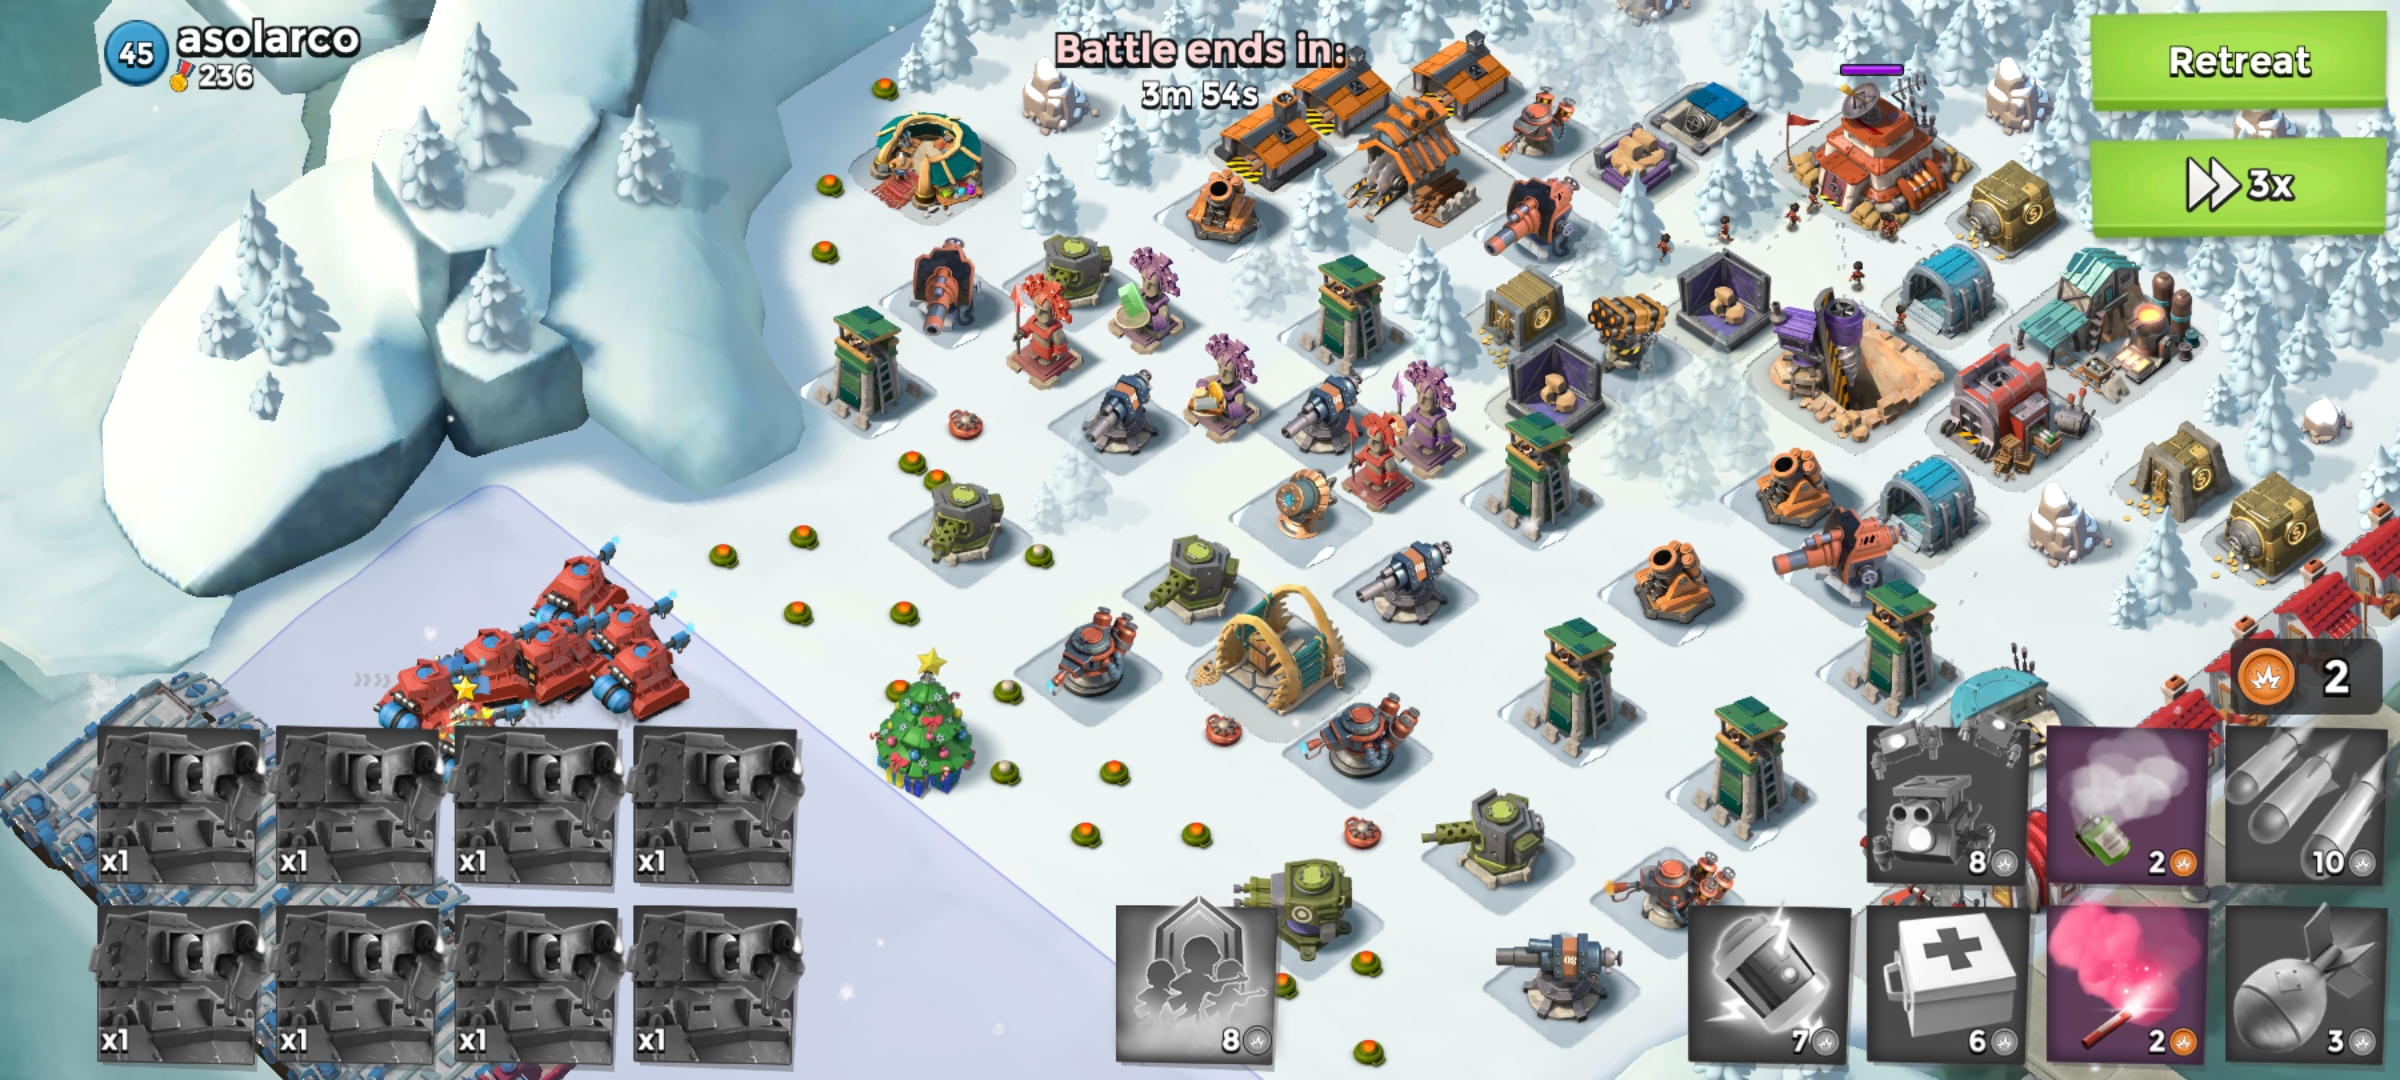 45
asolarco
236
Battle ends in:
3m 54s
Retreat
3x
2
x1
x1
x1
x1
8
2
10
x1
x1
x1
x1
8
7
6
2
3